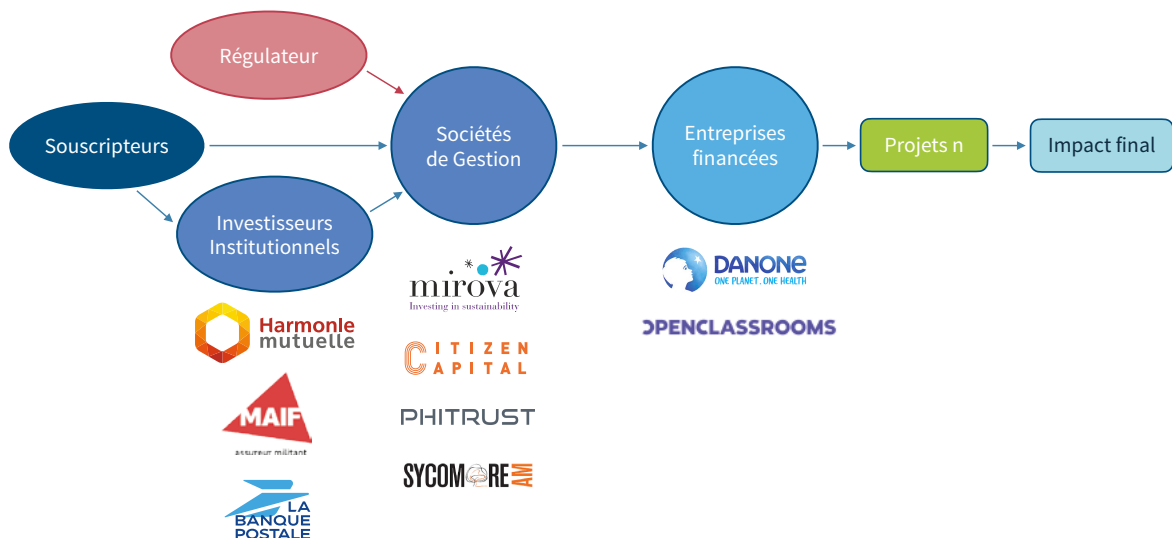 Régulateur
Souscripteurs
Sociétés
de Gestion
Entreprises
financées
Projets n
Impact final
Investisseurs
Institutionnels
Harmonie
mutuelle
MAIF
assureur militant
LA
BANQUE
POSTALE
mirova
Investing in sustainability
CITIZEN
CAPITAL
PHITRUST
SYCOMORE AM
DANONE
ONE PLANET. ONE HEALTH
OPENCLASSROOMS